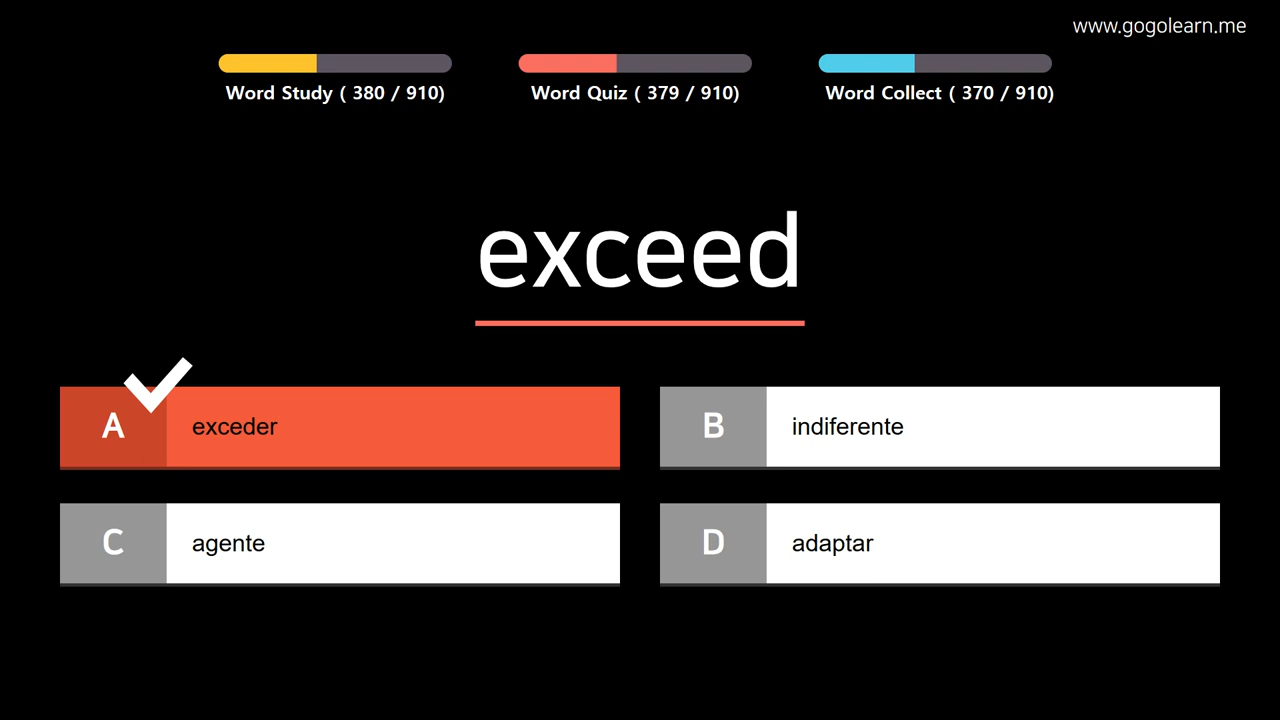 www.gogolearn.me
Word Study ( 380 / 910)
Word Quiz ( 379 / 910)
Word Collect ( 370 / 910)
exceed
A exceder
B indiferente
C agente
D adaptar